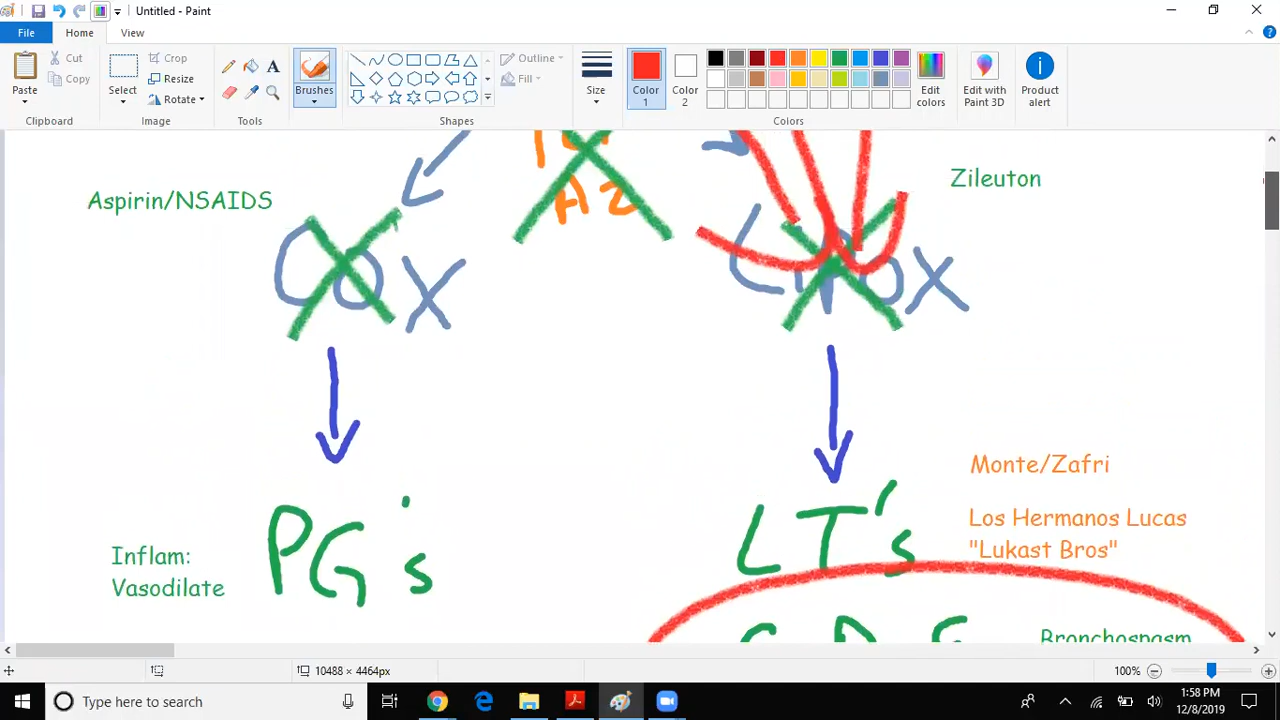 Untitled - Paint
File
Home
View
Paste
Cut
Copy
Clipboard
Select
Crop
Resize
Rotate
Image
Tools
Brushes
Outline
Fill
Shapes
Size
Color 1
Color 2
Edit colors
Colors
Edit with Paint 3D
Product alert
A2
Aspirin/NSAIDS
Zileuton
COX
LipOX
Monte/Zafri
Los Hermanos Lucas
"Lukast Bros"
PG's
LT's
Inflam:
Vasodilate
C D E
Bronchospasm
10488 × 4464px
100%
Type here to search
1:58 PM
12/8/2019